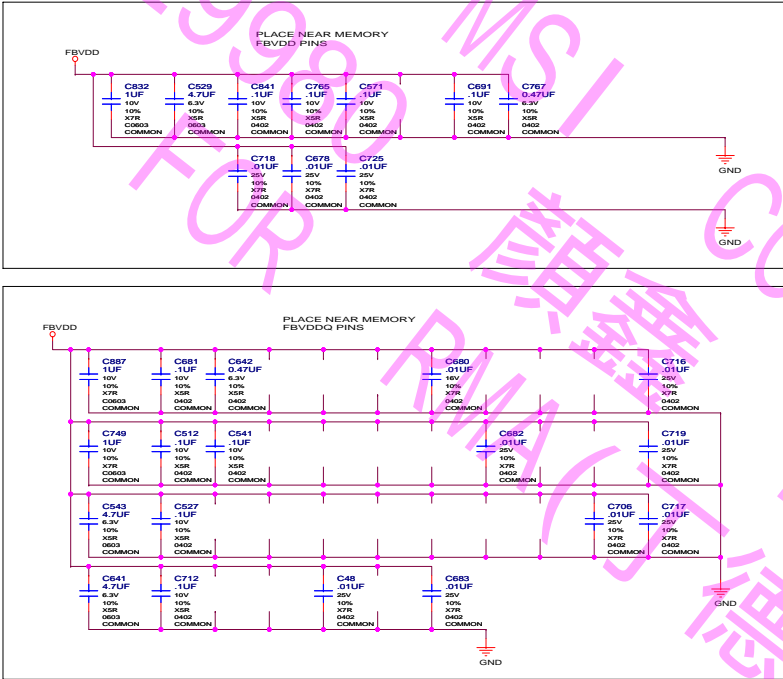 PLACE NEAR MEMORY
FBVDD PINS
FBVDD
C832
1UF
10V
10%
X7R
C0603
COMMON
C529
4.7UF
6.3V
10%
X5R
0603
COMMON
C841
.1UF
10V
10%
X5R
0402
COMMON
C765
.1UF
10V
10%
X5R
0402
COMMON
C571
.1UF
10V
10%
X5R
0402
COMMON
C691
.1UF
10V
10%
X5R
0402
COMMON
C767
0.47UF
6.3V
10%
X5R
0402
COMMON
GND
C718
.01UF
25V
10%
X7R
0402
COMMON
C678
.01UF
25V
10%
X7R
0402
COMMON
C725
.01UF
25V
10%
X7R
0402
COMMON
GND
PLACE NEAR MEMORY
FBVDDQ PINS
FBVDD
C887
1UF
10V
10%
X7R
C0603
COMMON
C681
.1UF
10V
10%
X5R
0402
COMMON
C642
0.47UF
6.3V
10%
X5R
0402
COMMON
C680
.01UF
16V
10%
X7R
0402
COMMON
C716
.01UF
25V
10%
X7R
0402
COMMON
C749
1UF
10V
10%
X7R
C0603
COMMON
C512
.1UF
10V
10%
X5R
0402
COMMON
C541
.1UF
10V
10%
X5R
0402
COMMON
C682
.01UF
25V
10%
X7R
0402
COMMON
C719
.01UF
25V
10%
X7R
0402
COMMON
C543
4.7UF
6.3V
10%
X5R
0603
COMMON
C527
.1UF
10V
10%
X5R
0402
COMMON
C706
.01UF
25V
10%
X7R
0402
COMMON
C717
.01UF
25V
10%
X7R
0402
COMMON
C641
4.7UF
6.3V
10%
X5R
0603
COMMON
C712
.1UF
10V
10%
X5R
0402
COMMON
C48
.01UF
25V
10%
X7R
0402
COMMON
C683
.01UF
25V
10%
X7R
0402
COMMON
GND
GND
9980
MSI
FOR
顏鑫
RMA(丁德